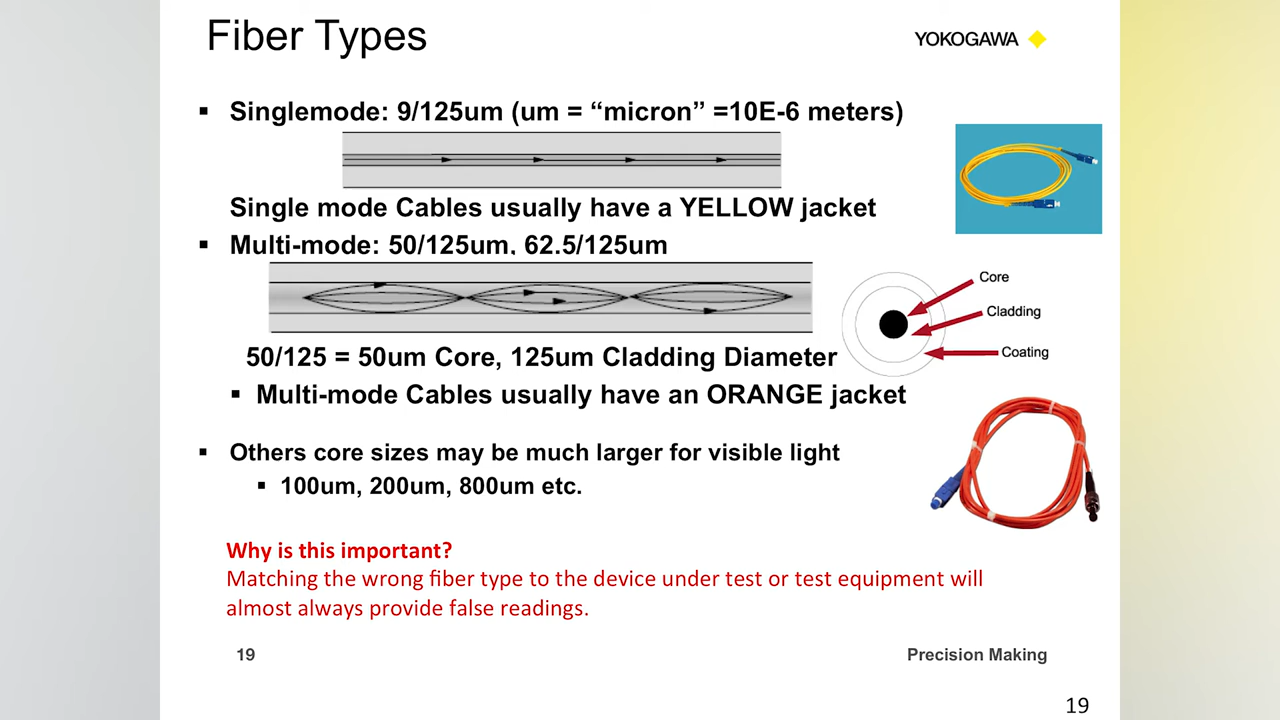 Fiber Types
YOKOGAWA
▪ Singlemode: 9/125um (um = “micron” =10E-6 meters)
Single mode Cables usually have a YELLOW jacket
▪ Multi-mode: 50/125um, 62.5/125um
Core
Cladding
Coating
50/125 = 50um Core, 125um Cladding Diameter
▪ Multi-mode Cables usually have an ORANGE jacket
▪ Others core sizes may be much larger for visible light
▪ 100um, 200um, 800um etc.
Why is this important?
Matching the wrong fiber type to the device under test or test equipment will
almost always provide false readings.
19
Precision Making
19